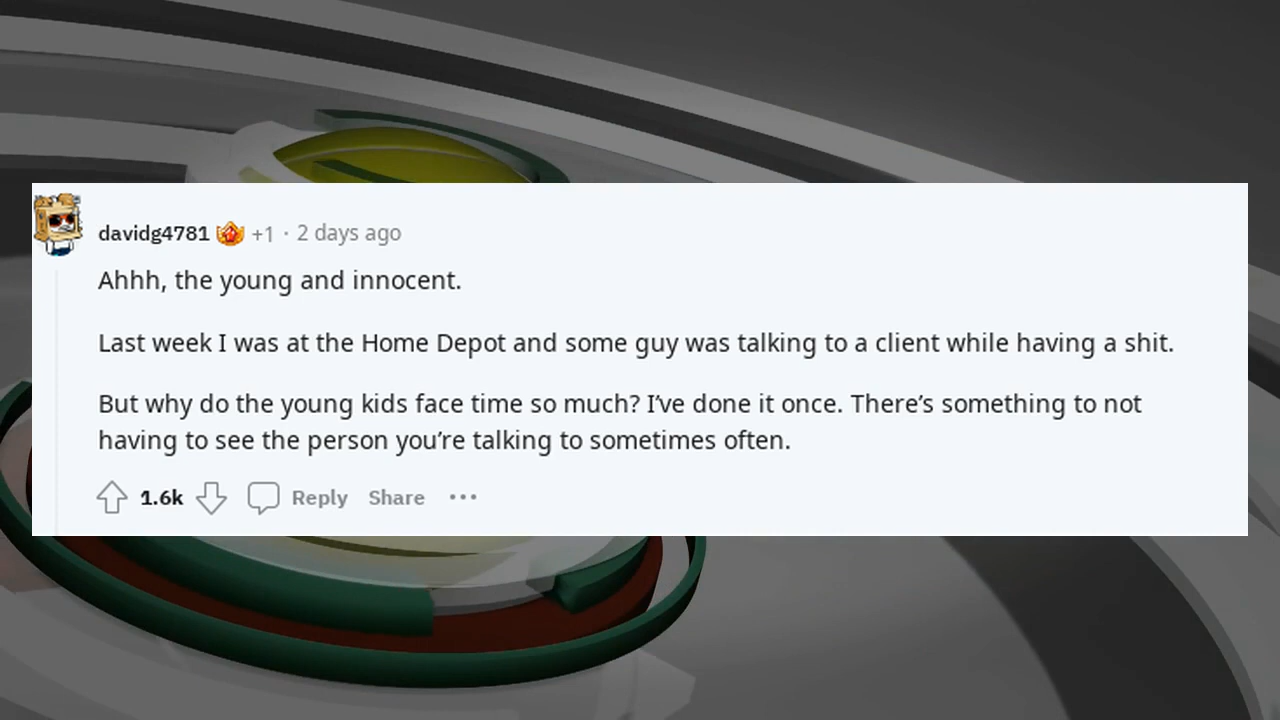 davidg4781 +1 · 2 days ago
Ahhh, the young and innocent.
Last week I was at the Home Depot and some guy was talking to a client while having a shit.
But why do the young kids face time so much? I’ve done it once. There’s something to not
having to see the person you’re talking to sometimes often.
1.6k Reply Share